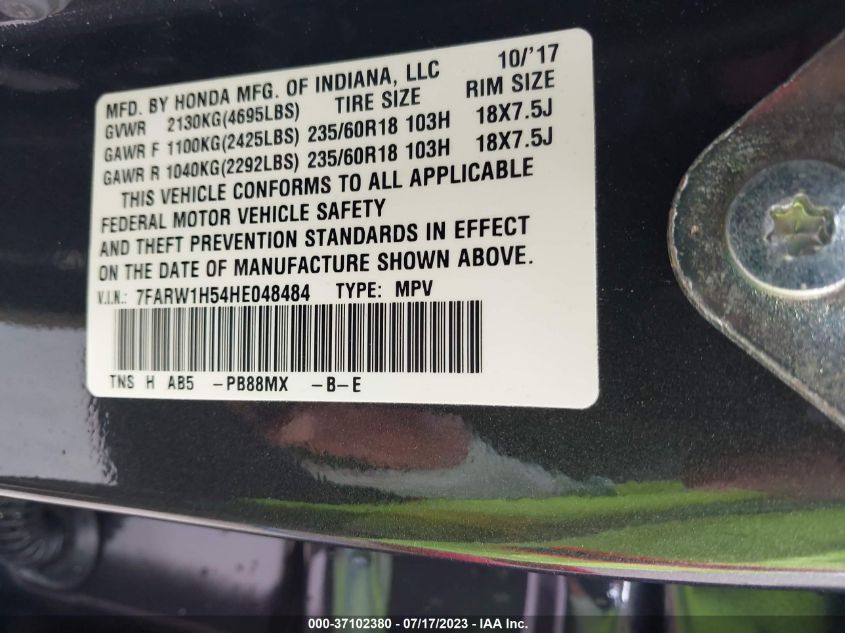 MFD. BY HONDA MFG. OF INDIANA, LLC 10/'17
GVWR 2130KG(4695LBS) TIRE SIZE RIM SIZE
GAWR F 1100KG(2425LBS) 235/60R18 103H 18X7.5J
GAWR R 1040KG(2292LBS) 235/60R18 103H 18X7.5J
THIS VEHICLE CONFORMS TO ALL APPLICABLE
FEDERAL MOTOR VEHICLE SAFETY
AND THEFT PREVENTION STANDARDS IN EFFECT
ON THE DATE OF MANUFACTURE SHOWN ABOVE.
V.I.N.: 7FARW1H54HE048484 TYPE: MPV
TNS H AB5 -PB88MX -B-E
000-37102380 / 07/17/2023 - IAA Inc.